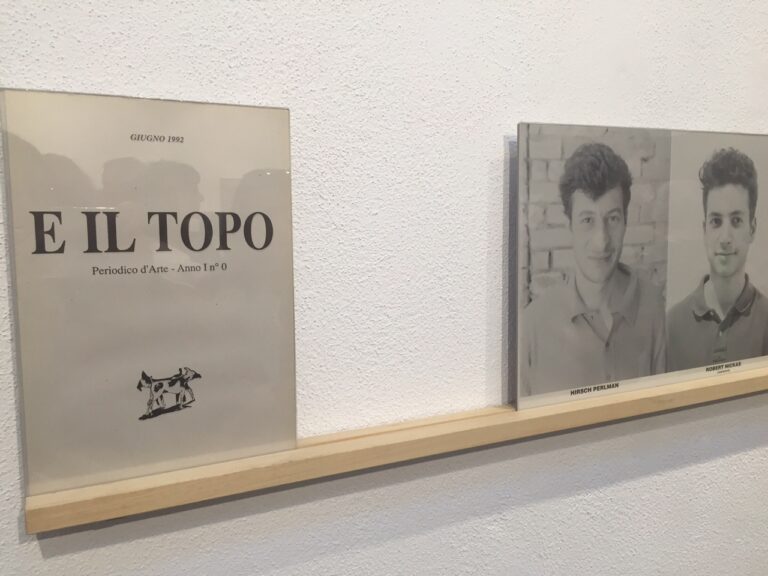 GIUGNO 1992
E IL TOPO
Periodico d'Arte - Anno I n° 0
HIRSCH PERLMAN
ROBERT NICKAS